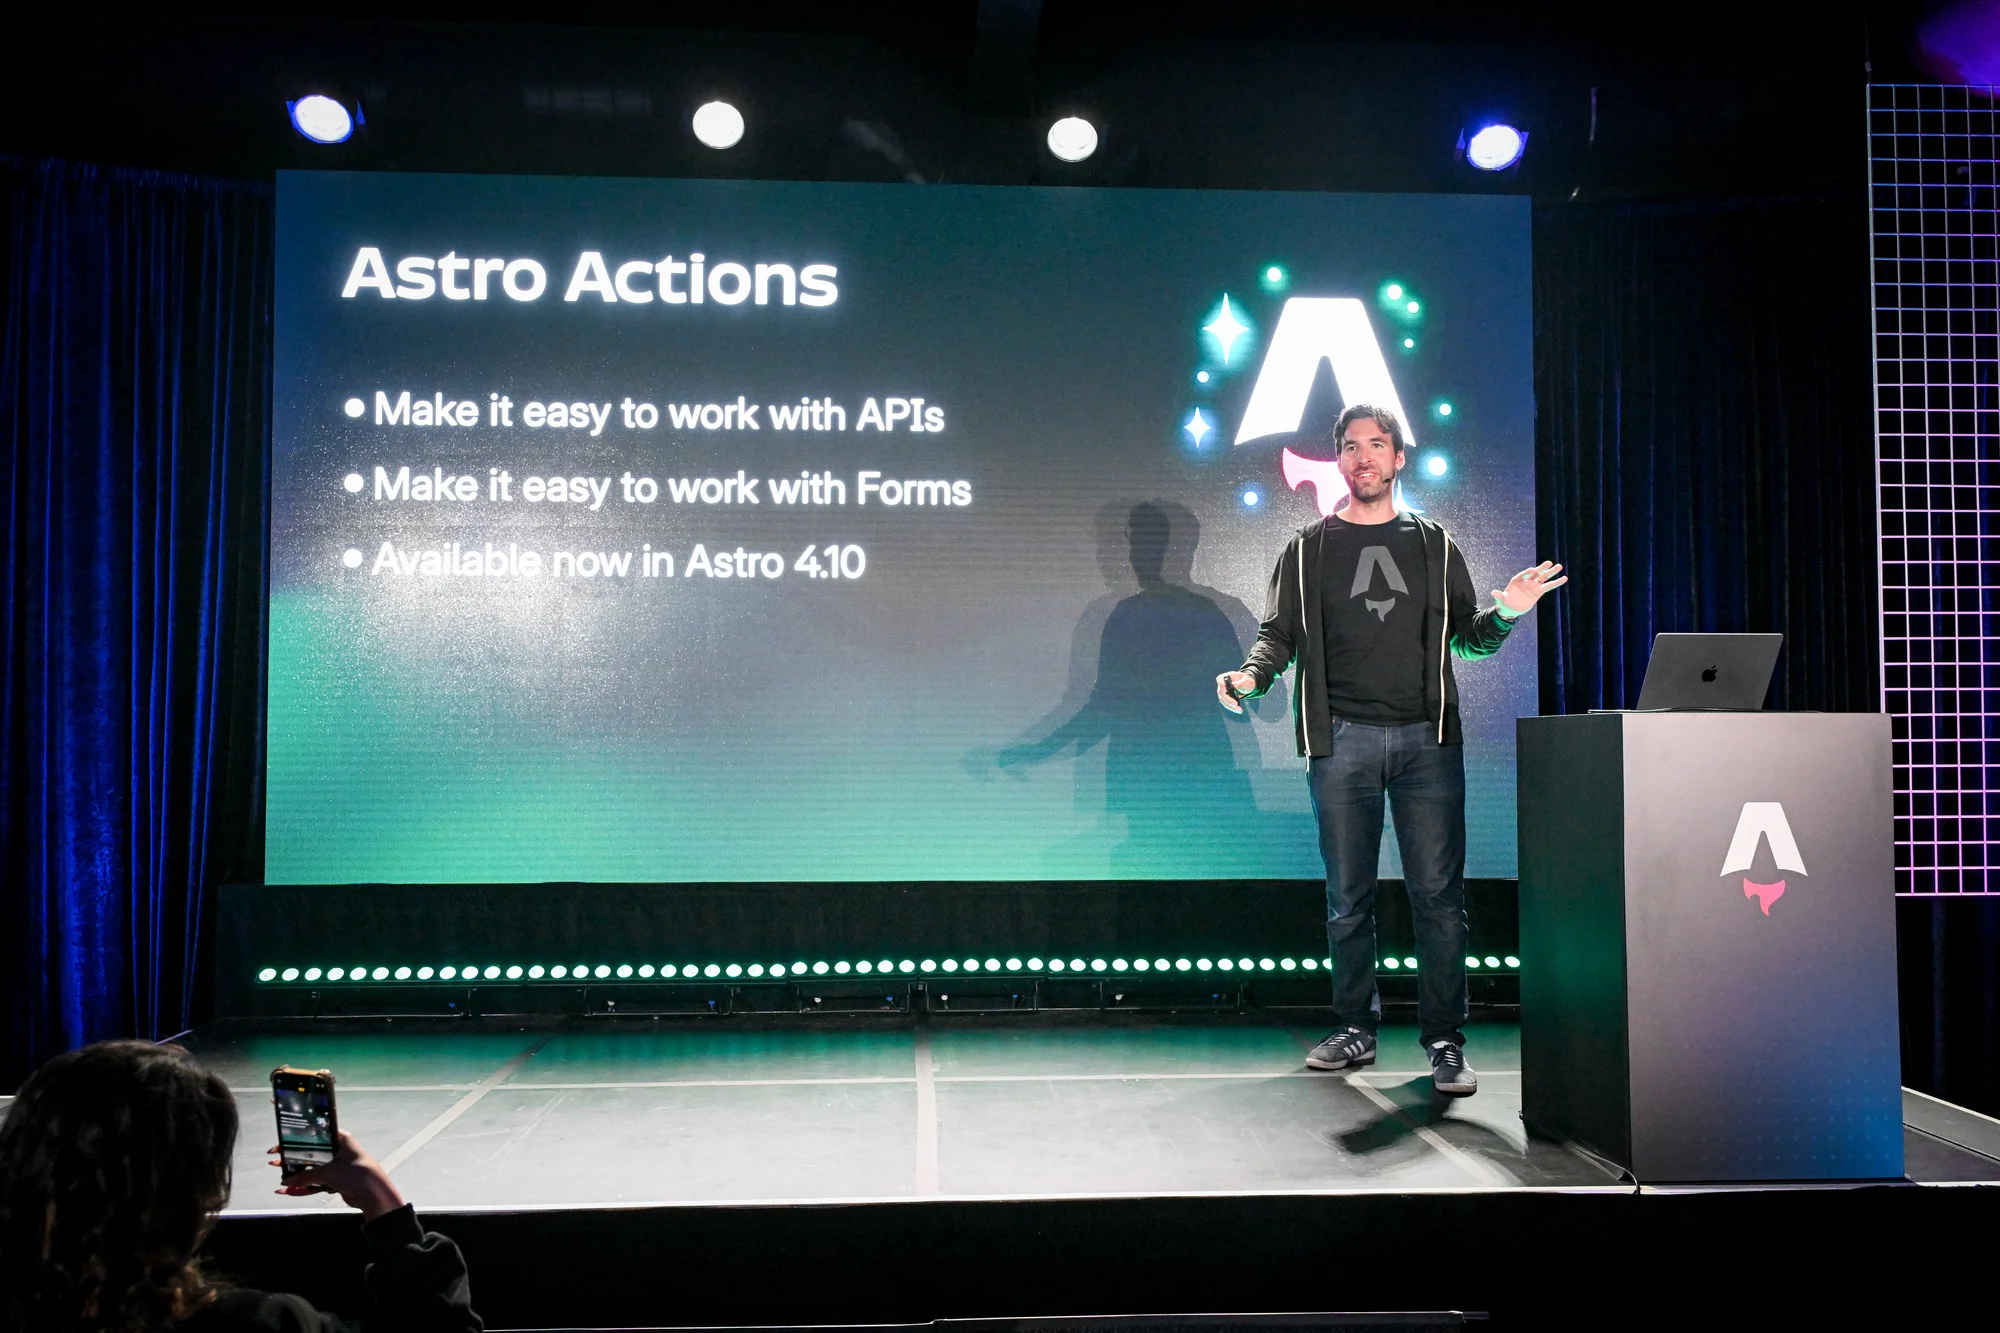 Astro Actions
• Make it easy to work with APIs
• Make it easy to work with Forms
• Available now in Astro 4.10